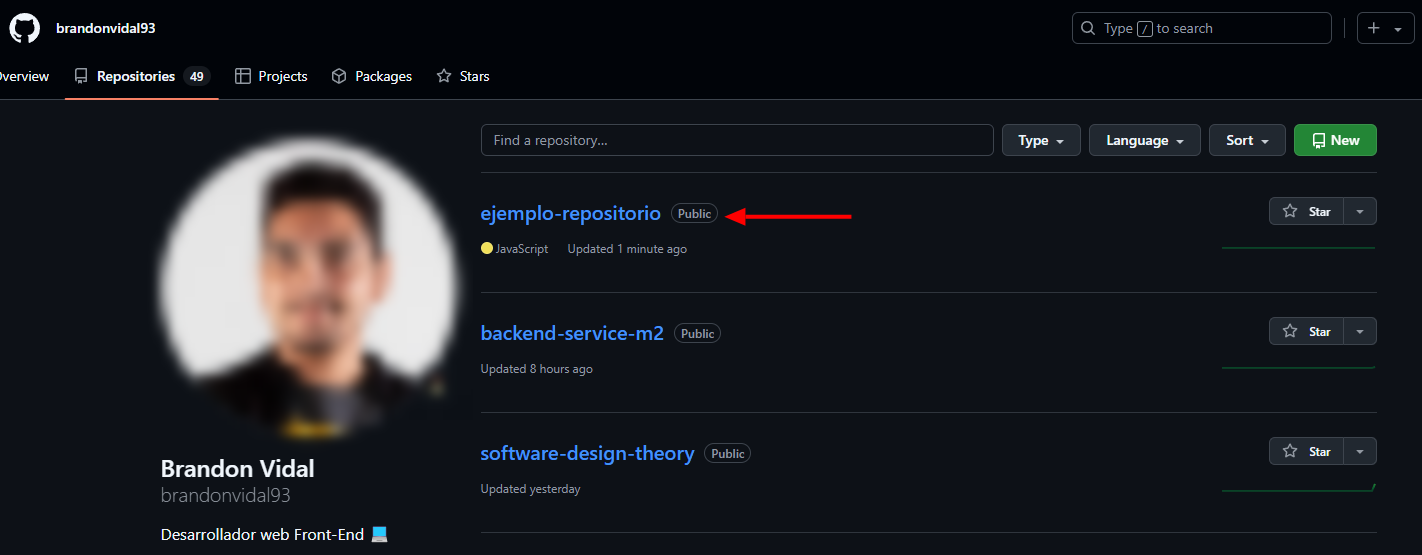 brandonvidal93
Type / to search
Overview Repositories 49 Projects Packages Stars
Find a repository... Type Language Sort New
ejemplo-repositorio Public Star
JavaScript Updated 1 minute ago
backend-service-m2 Public Star
Updated 8 hours ago
software-design-theory Public Star
Updated yesterday
Brandon Vidal
brandonvidal93
Desarrollador web Front-End 💻